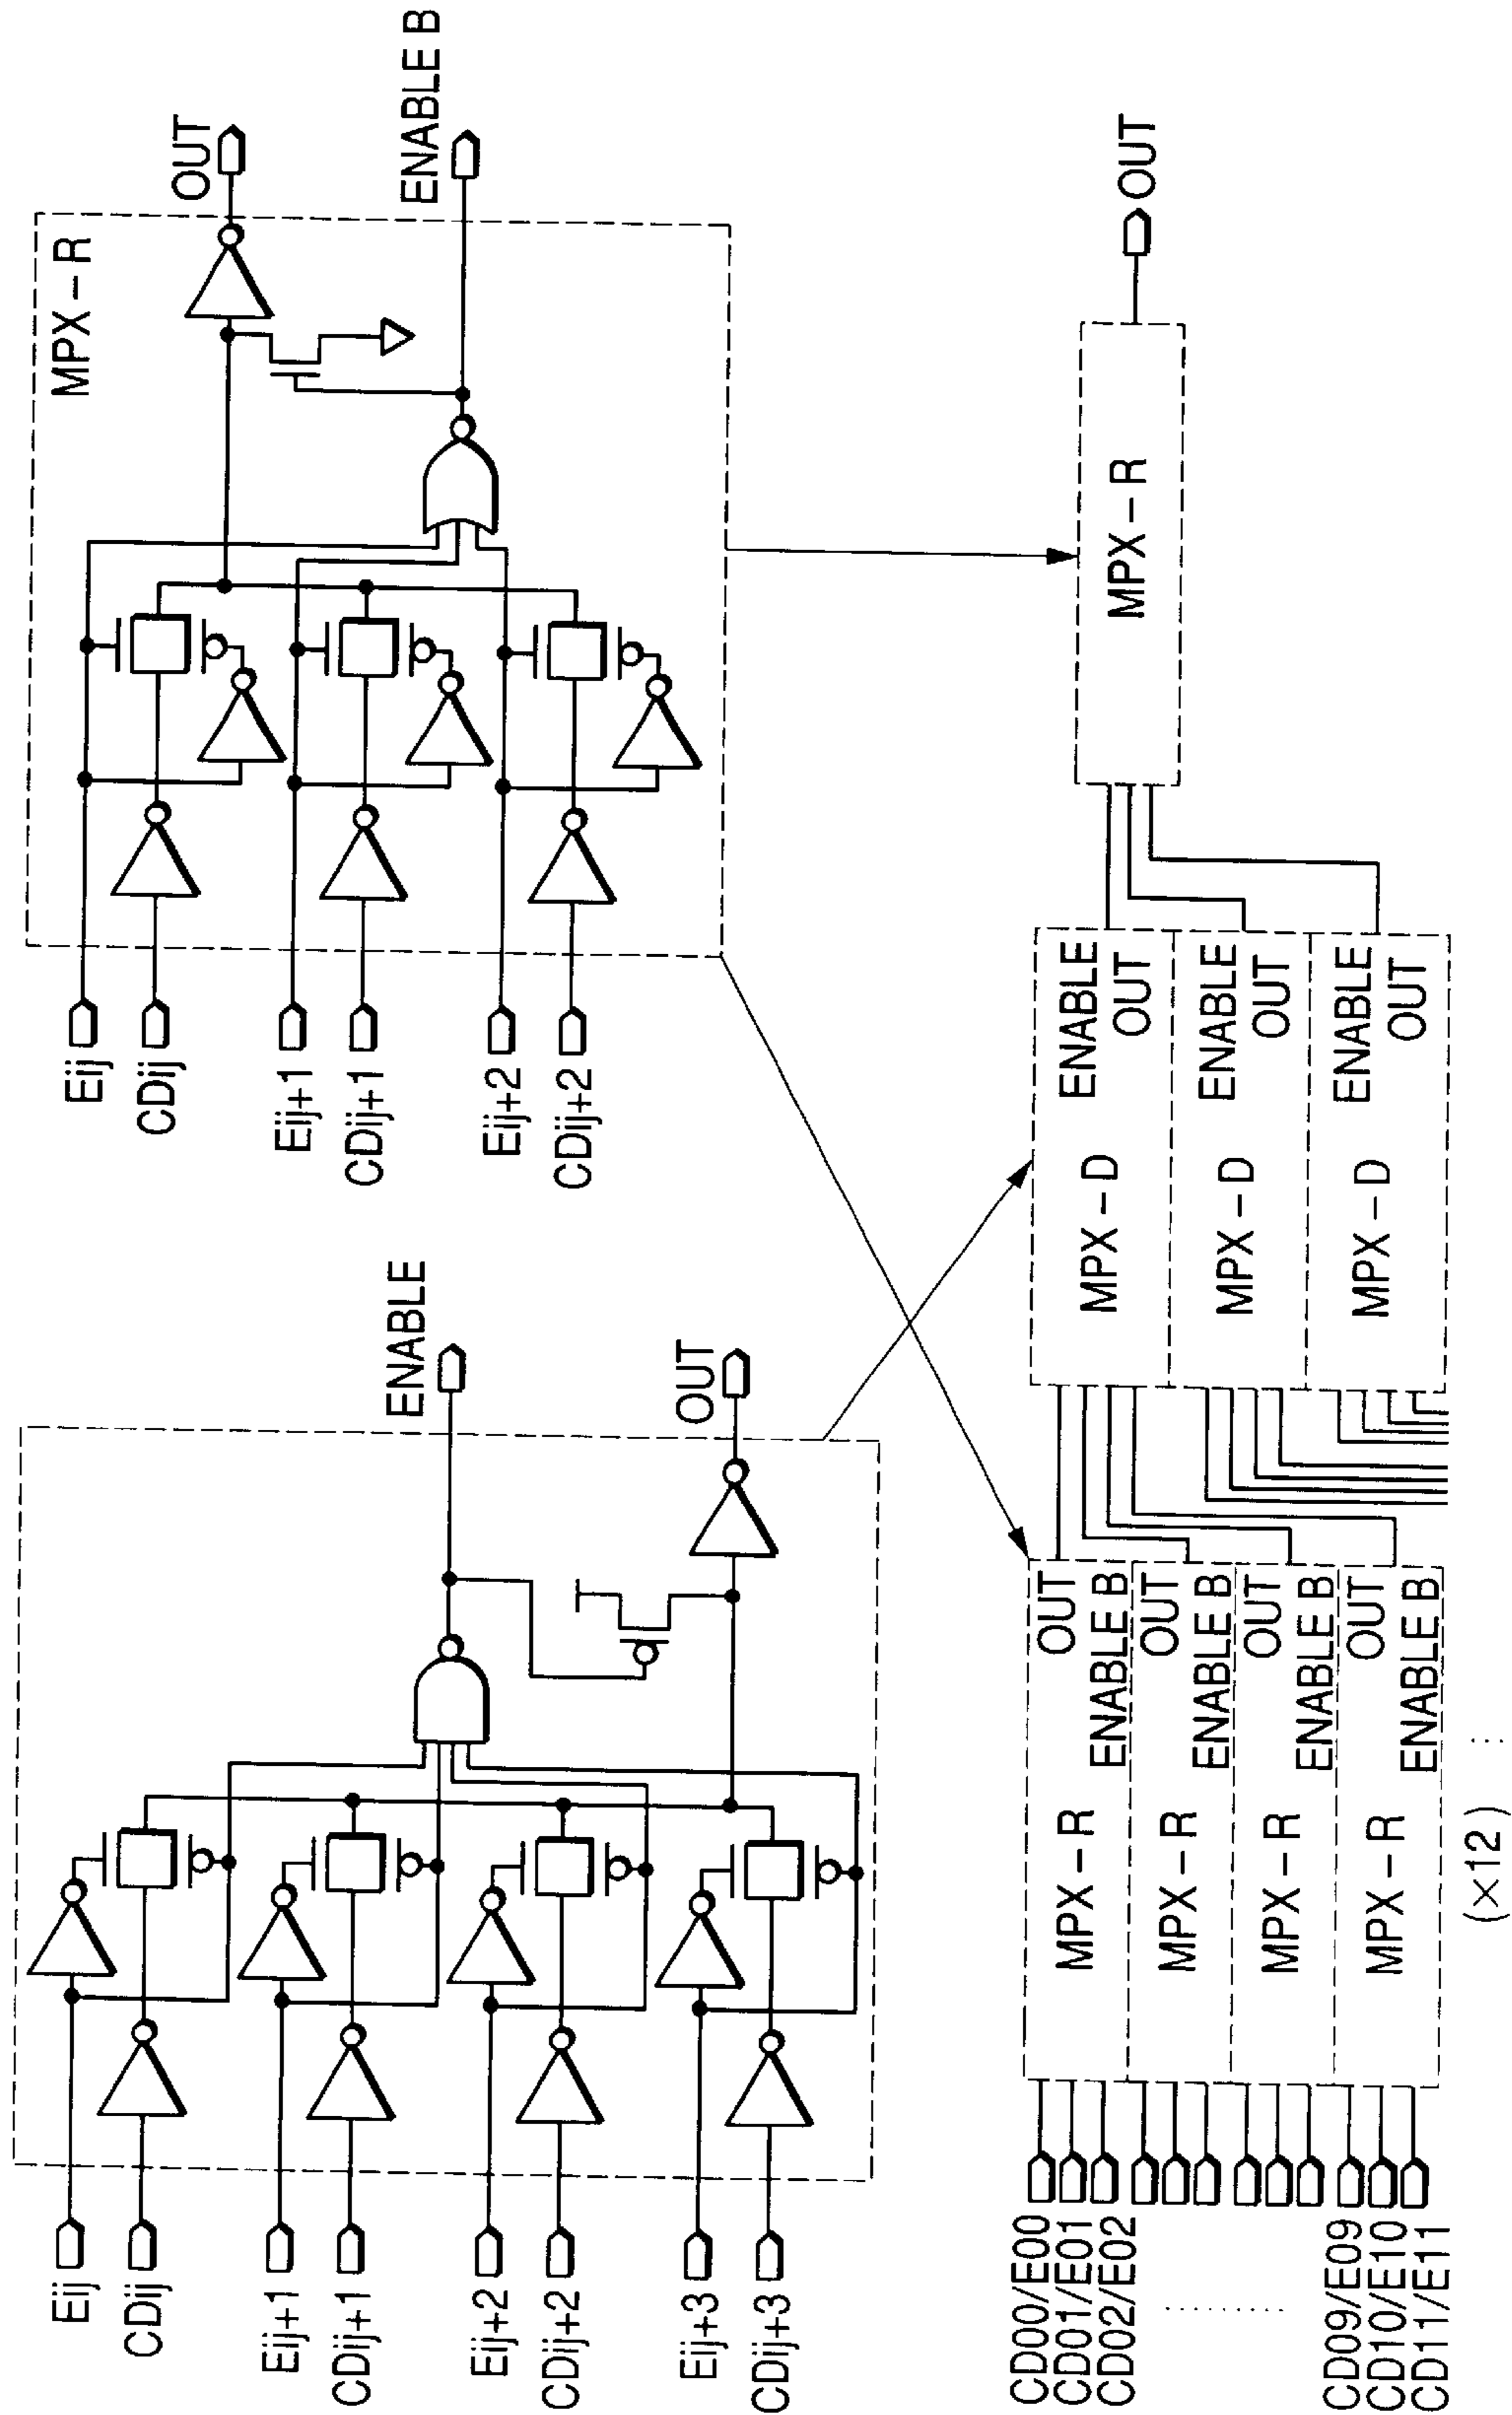 Eij
CDij
Eij+1
CDij+1
Eij+2
CDij+2
Eij+3
CDij+3
ENABLE
OUT
MPX-R
Eij
CDij
Eij+1
CDij+1
Eij+2
CDij+2
OUT
ENABLE B
CD00/E00
CD01/E01
CD02/E02
CD09/E09
CD10/E10
CD11/E11
MPX-R
OUT
ENABLE B
MPX-R
OUT
ENABLE B
MPX-R
OUT
ENABLE B
MPX-R
OUT
ENABLE B
(×12)
MPX-D
ENABLE
OUT
MPX-D
ENABLE
OUT
MPX-D
ENABLE
OUT
MPX-R
OUT